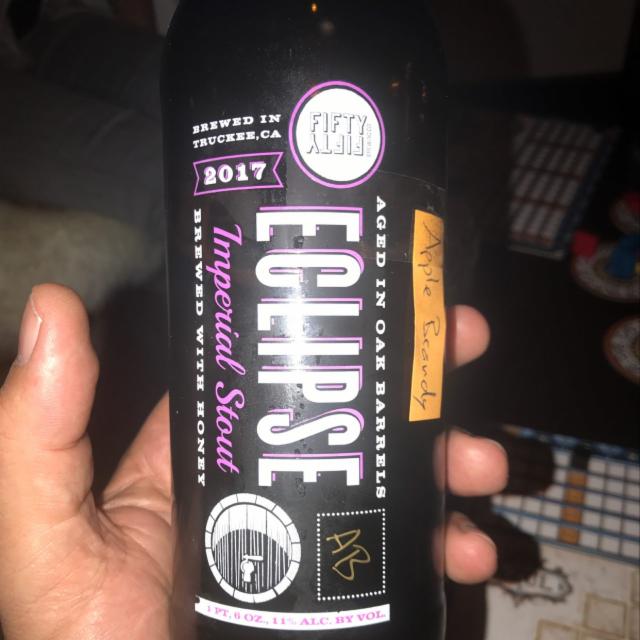 BREWED IN
TRUCKEE, CA
FIFTY
FIFTY
2017
AGED IN OAK BARRELS
ECLIPSE
Imperial Stout
BREWED WITH HONEY
Apple Brandy
AB
1 PT, 6 OZ., 11% ALC. BY VOL.